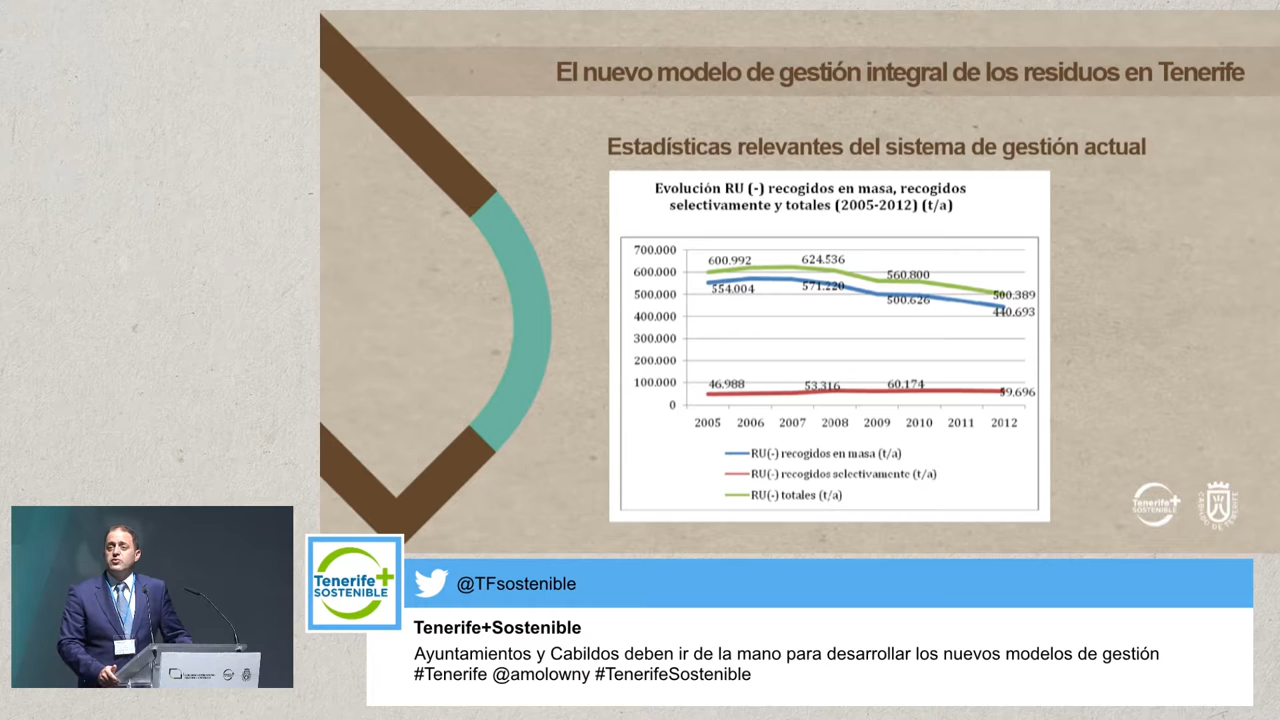 El nuevo modelo de gestión integral de los residuos en Tenerife
Estadísticas relevantes del sistema de gestión actual
Evolución RU (-) recogidos en masa, recogidos
selectivamente y totales (2005-2012) (t/a)
700.000
600.000
500.000
400.000
300.000
200.000
100.000
0
600.992
624.536
560.800
500.389
554.004
571.220
500.626
440.693
46.988
53.316
60.174
59.696
2005 2006 2007 2008 2009 2010 2011 2012
RU(-) recogidos en masa (t/a)
RU(-) recogidos selectivamente (t/a)
RU(-) totales (t/a)
Tenerife+
SOSTENIBLE
CABILDO DE TENERIFE
Tenerife+
SOSTENIBLE
@TFsostenible
Tenerife+Sostenible
Ayuntamientos y Cabildos deben ir de la mano para desarrollar los nuevos modelos de gestión
#Tenerife @amolowny #TenerifeSostenible